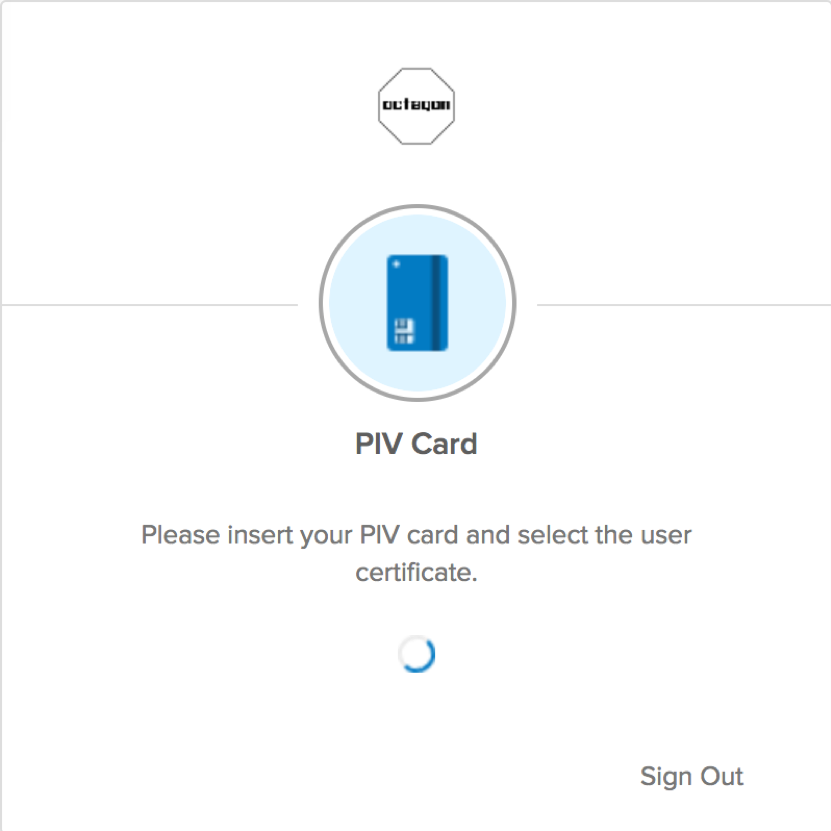 octagon
PIV Card
Please insert your PIV card and select the user
certificate.
Sign Out